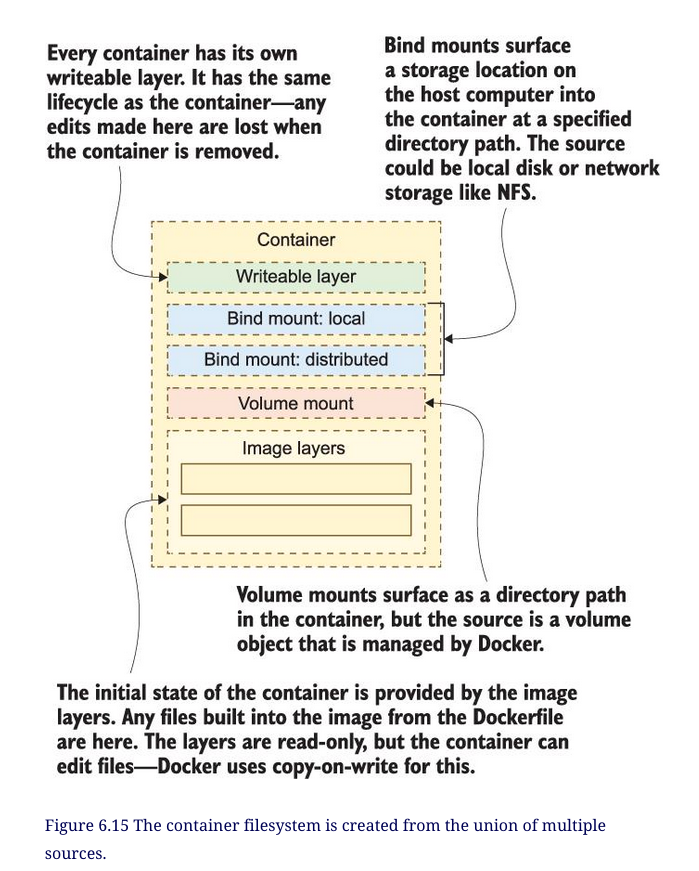 Every container has its own
writeable layer. It has the same
lifecycle as the container—any
edits made here are lost when
the container is removed.
Bind mounts surface
a storage location on
the host computer into
the container at a specified
directory path. The source
could be local disk or network
storage like NFS.
Container
Writeable layer
Bind mount: local
Bind mount: distributed
Volume mount
Image layers
Volume mounts surface as a directory path
in the container, but the source is a volume
object that is managed by Docker.
The initial state of the container is provided by the image
layers. Any files built into the image from the Dockerfile
are here. The layers are read-only, but the container can
edit files—Docker uses copy-on-write for this.
Figure 6.15 The container filesystem is created from the union of multiple
sources.